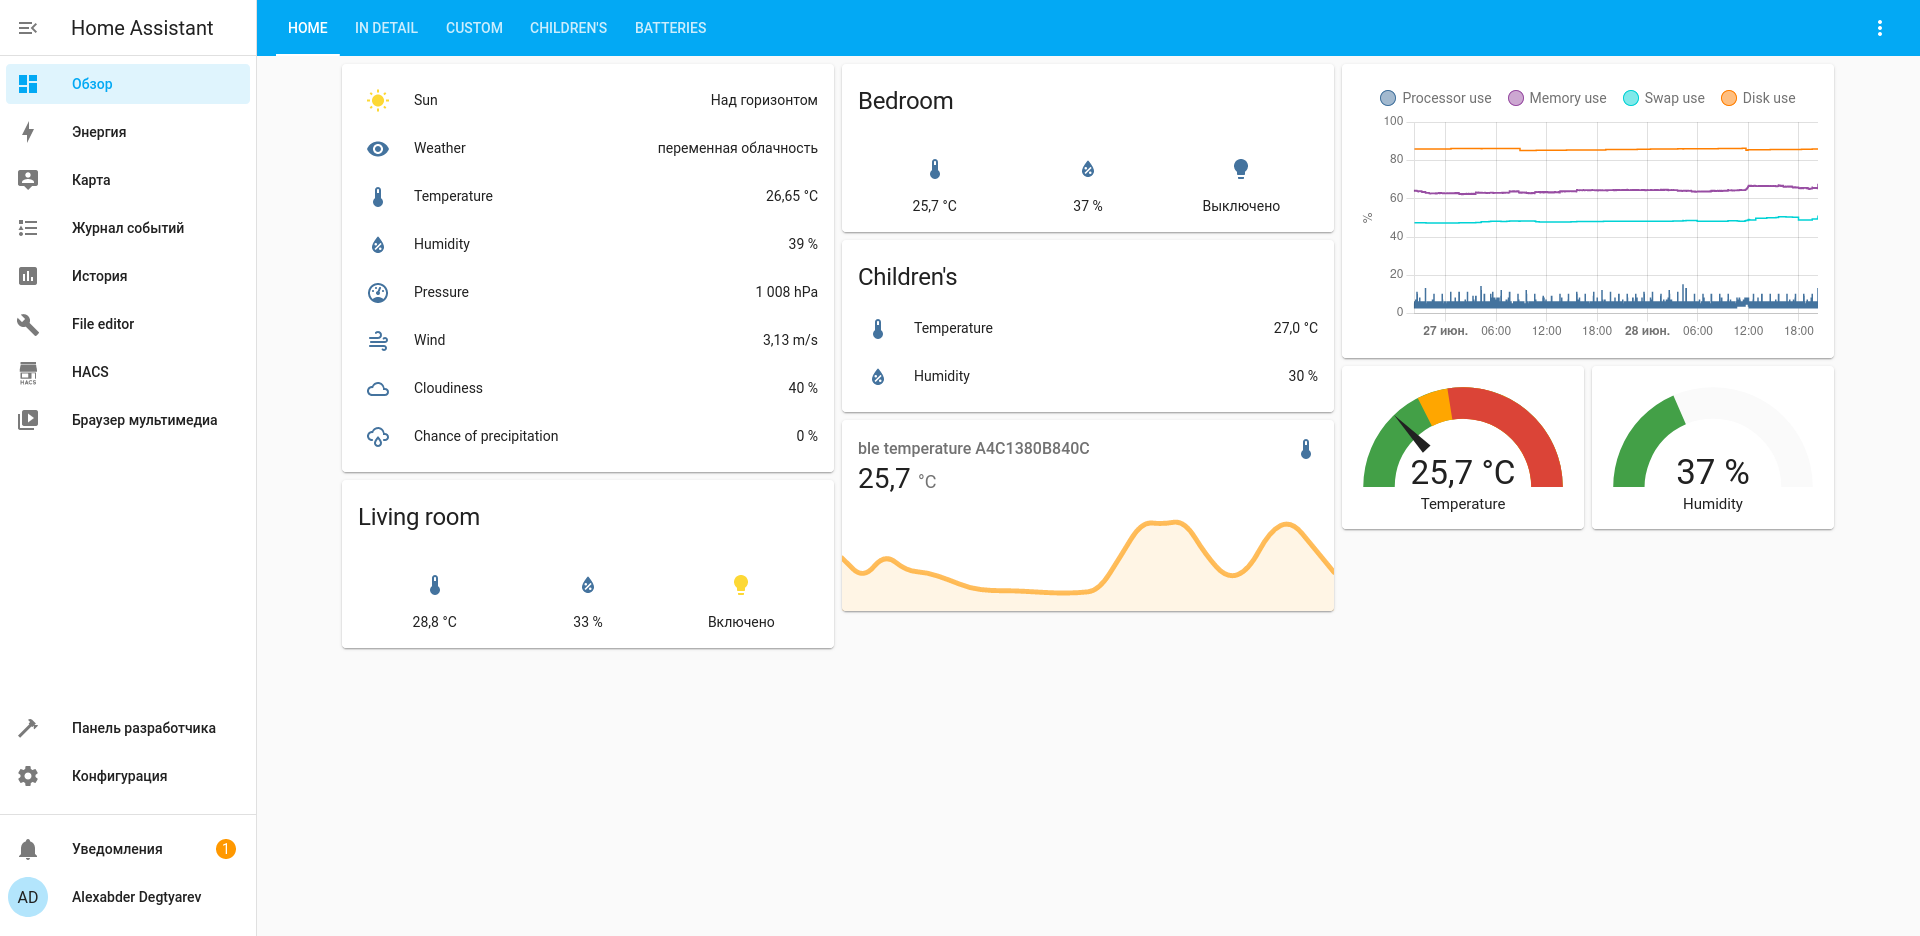 Home Assistant
HOME IN DETAIL CUSTOM CHILDREN'S BATTERIES
Обзор
Энергия
Карта
Журнал событий
История
File editor
HACS
HACS
Браузер мультимедиа
Панель разработчика
Конфигурация
Уведомления 1
AD Alexabder Degtyarev
Sun Над горизонтом
Weather переменная облачность
Temperature 26,65 °C
Humidity 39 %
Pressure 1 008 hPa
Wind 3,13 m/s
Cloudiness 40 %
Chance of precipitation 0 %
Living room
28,8 °C 33 % Включено
Bedroom
25,7 °C 37 % Выключено
Children's
Temperature 27,0 °C
Humidity 30 %
ble temperature A4C1380B840C
25,7 °C
Processor use Memory use Swap use Disk use
100
80
60
%
40
20
0
27 июн. 06:00 12:00 18:00 28 июн. 06:00 12:00 18:00
25,7 °C
Temperature
37 %
Humidity